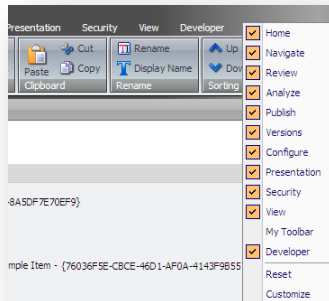 Presentation Security View Developer
Cut
Rename
Up
Paste
Copy
Display Name
Dov
Clipboard
Rename
Sorting
-8A5DF7E70EF9}
mple Item - {76036F5E-CBCE-46D1-AF0A-4143F9B55
Home
Navigate
Review
Analyze
Publish
Versions
Configure
Presentation
Security
View
My Toolbar
Developer
Reset
Customize